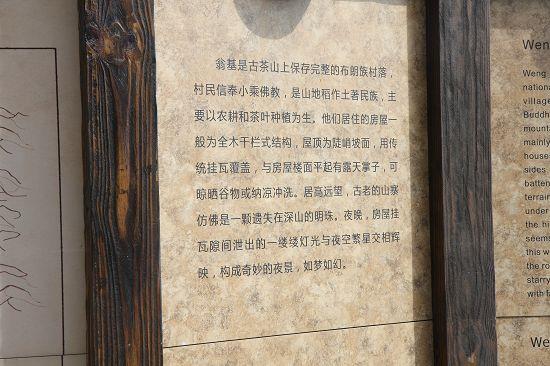 翁基是古茶山上保存完整的布朗族村落，
村民信奉小乘佛教，是山地稻作土著民族，主
要以农耕和茶叶种植为生。他们居住的房屋一
般为全木干栏式结构，屋顶为陡峭坡面，用传
统挂瓦覆盖，与房屋楼面平起有露天掌子，可
晾晒谷物或纳凉冲洗。居高远望，古老的山寨
仿佛是一颗遗失在深山的明珠。夜晚，房屋挂
瓦隙间泄出的一缕缕灯光与夜空繁星交相辉
映，构成奇妙的夜景，如梦如幻。
Wen
Weng
nationa
village
Buddh
mount
mainly
house
sides
batten
terrain
under
the hi
seems
this w
the ro
starry
with f
We